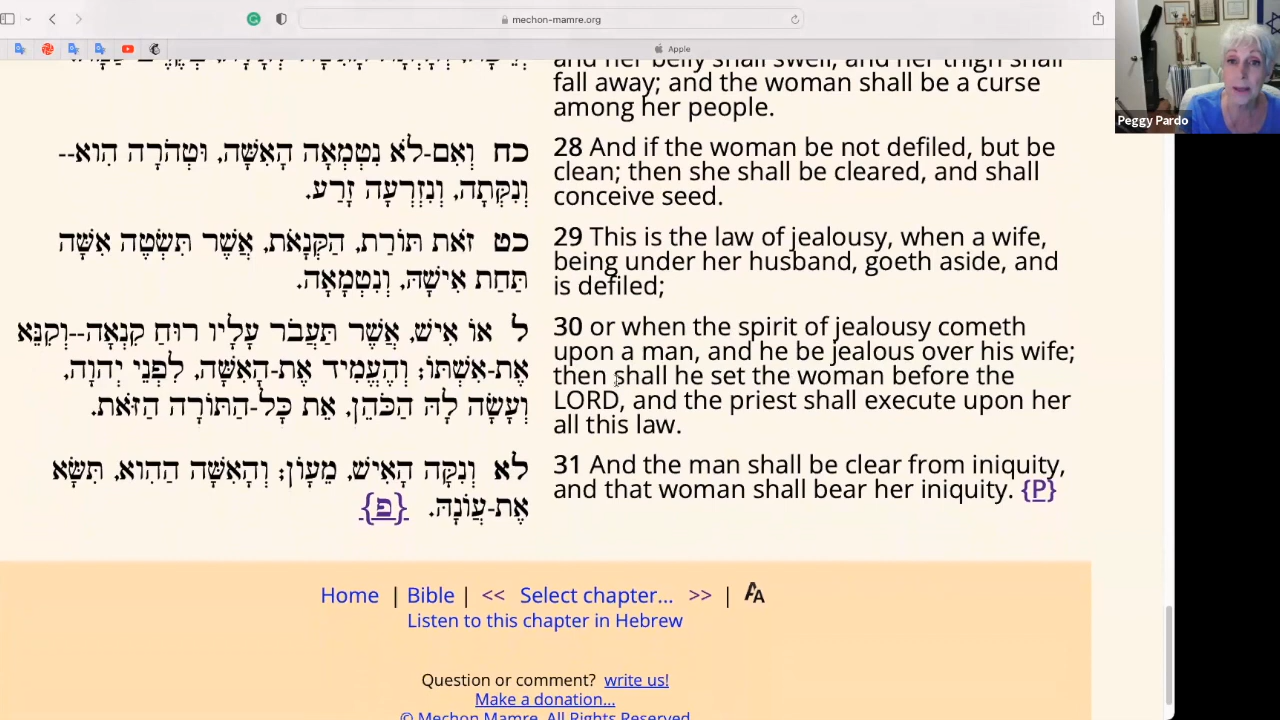 mechon-mamre.org
Apple
Peggy Pardo
and her belly shall swell, and her thigh shall
fall away; and the woman shall be a curse
among her people.
כח וְאִם-לֹא נִטְמְאָה הָאִשָּׁה, וּטְהֹרָה הִוא--
וְנִקְּתָה, וְנִזְרְעָה זָרַע.
28 And if the woman be not defiled, but be
clean; then she shall be cleared, and shall
conceive seed.
כט זֹאת תּוֹרַת, הַקְּנָאֹת, אֲשֶׁר תִּשְׂטֶה אִשָּׁה
תַּחַת אִישָׁהּ, וְנִטְמָאָה.
29 This is the law of jealousy, when a wife,
being under her husband, goeth aside, and
is defiled;
ל אוֹ אִישׁ, אֲשֶׁר תַּעֲבֹר עָלָיו רוּחַ קִנְאָה--וְקִנֵּא
אֶת-אִשְׁתּוֹ; וְהֶעֱמִיד אֶת-הָאִשָּׁה, לִפְנֵי יְהוָה,
וְעָשָׂה לָהּ הַכֹּהֵן, אֵת כָּל-הַתּוֹרָה הַזֹּאת.
30 or when the spirit of jealousy cometh
upon a man, and he be jealous over his wife;
then shall he set the woman before the
LORD, and the priest shall execute upon her
all this law.
לא וְנִקָּה הָאִישׁ, מֵעָוֺן; וְהָאִשָּׁה הַהִוא, תִּשָּׂא
אֶת-עֲוֺנָהּ. {פ}
31 And the man shall be clear from iniquity,
and that woman shall bear her iniquity. {P}
Home | Bible | << Select chapter... >> | AA
Listen to this chapter in Hebrew
Question or comment? write us!
Make a donation...
© Mechon Mamre. All Rights Reserved